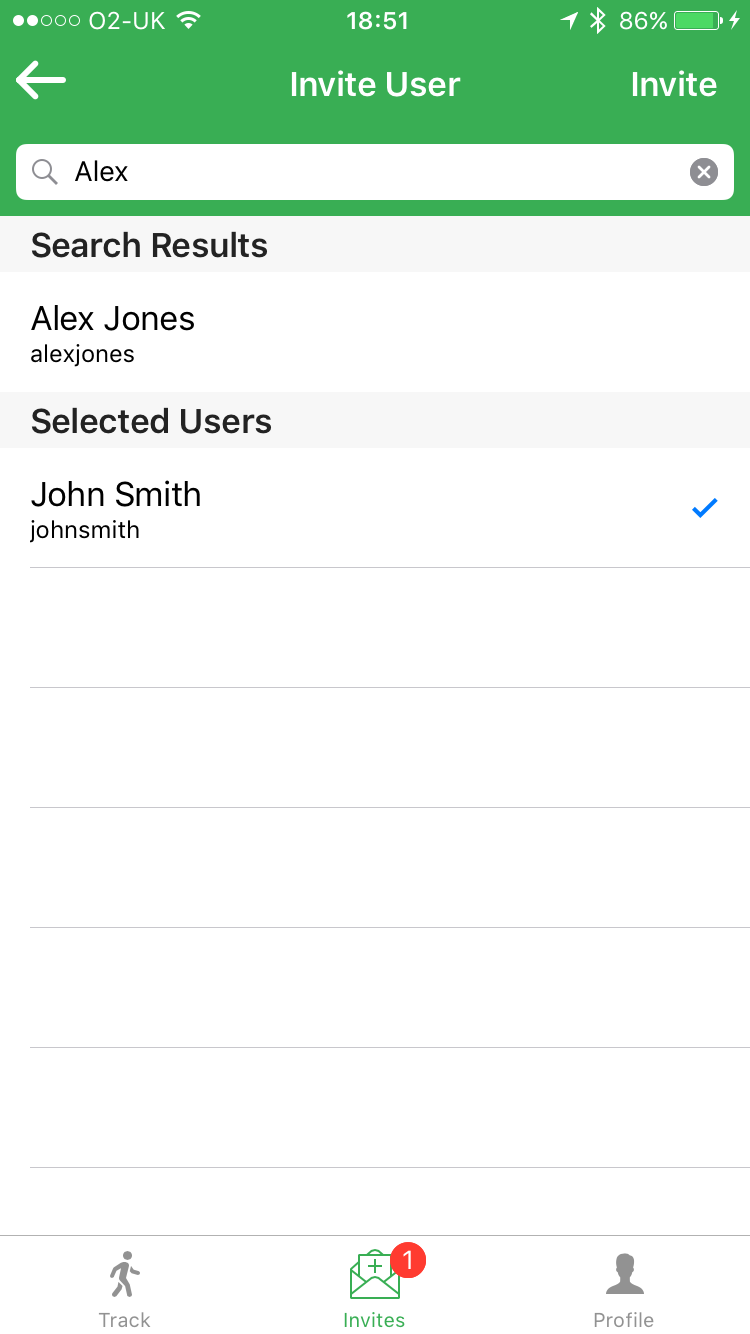 O2-UK 18:51 86%
Invite User Invite
Alex
Search Results
Alex Jones
alexjones
Selected Users
John Smith
johnsmith
1
Track Invites Profile